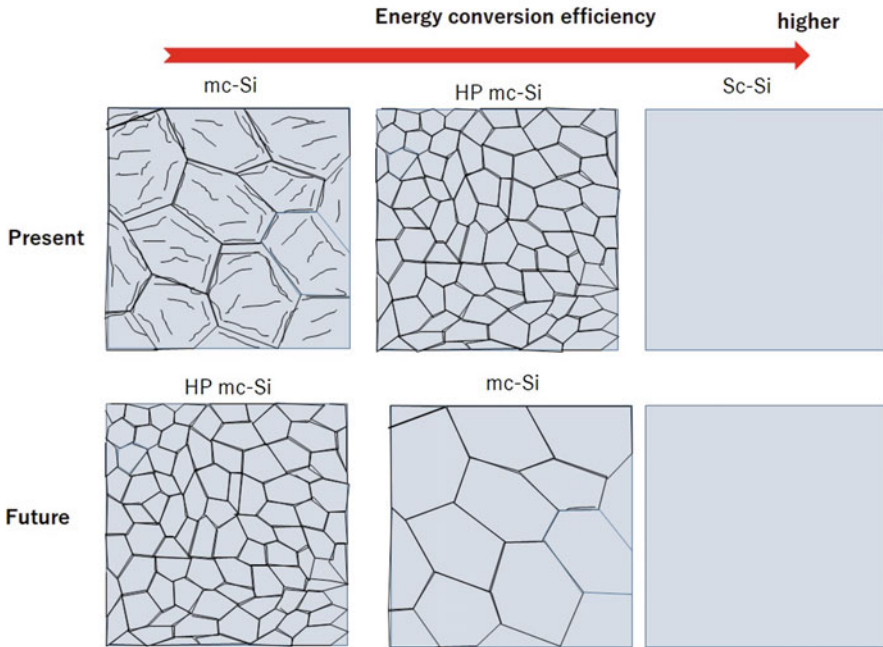 Energy conversion efficiency
higher
mc-Si
HP mc-Si
Sc-Si
Present
HP mc-Si
mc-Si
Future